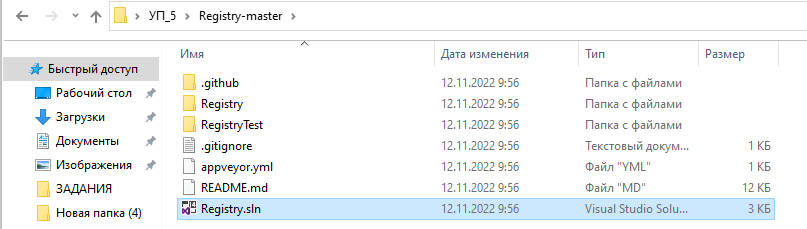 УП_5 > Registry-master >
Имя Дата изменения Тип Размер
Быстрый доступ
Рабочий стол
Загрузки
Документы
Изображения
ЗАДАНИЯ
Новая папка (4)
.github 12.11.2022 9:56 Папка с файлами
Registry 12.11.2022 9:56 Папка с файлами
RegistryTest 12.11.2022 9:56 Папка с файлами
.gitignore 12.11.2022 9:56 Текстовый докум... 1 КБ
appveyor.yml 12.11.2022 9:56 Файл "YML" 1 КБ
README.md 12.11.2022 9:56 Файл "MD" 12 КБ
Registry.sln 12.11.2022 9:56 Visual Studio Solu... 3 КБ